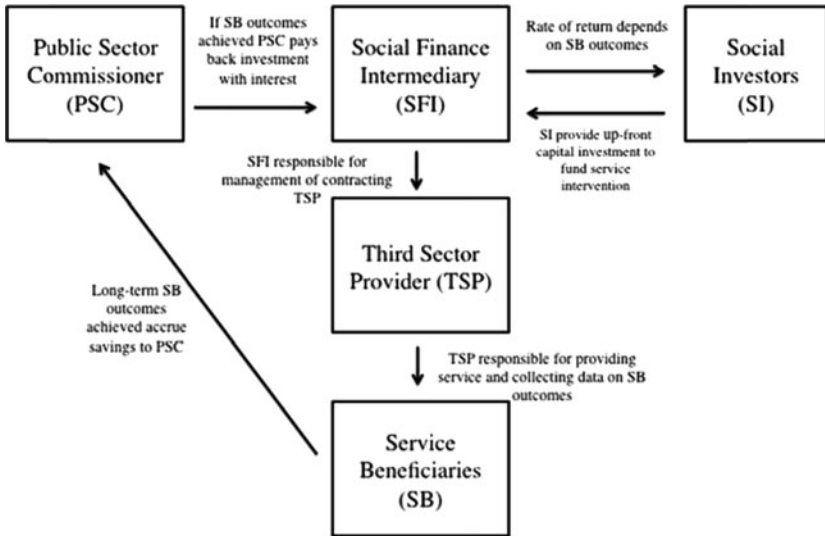 Public Sector
Commissioner
(PSC)
If SB outcomes
achieved PSC pays
back investment
with interest
Social Finance
Intermediary
(SFI)
Rate of return depends
on SB outcomes
Social
Investors
(SI)
SI provide up-front
capital investment to
fund service
intervention
SFI responsible for
management of contracting
TSP
Third Sector
Provider (TSP)
Long-term SB
outcomes
achieved accrue
savings to PSC
TSP responsible for providing
service and collecting data on SB
outcomes
Service
Beneficiaries
(SB)